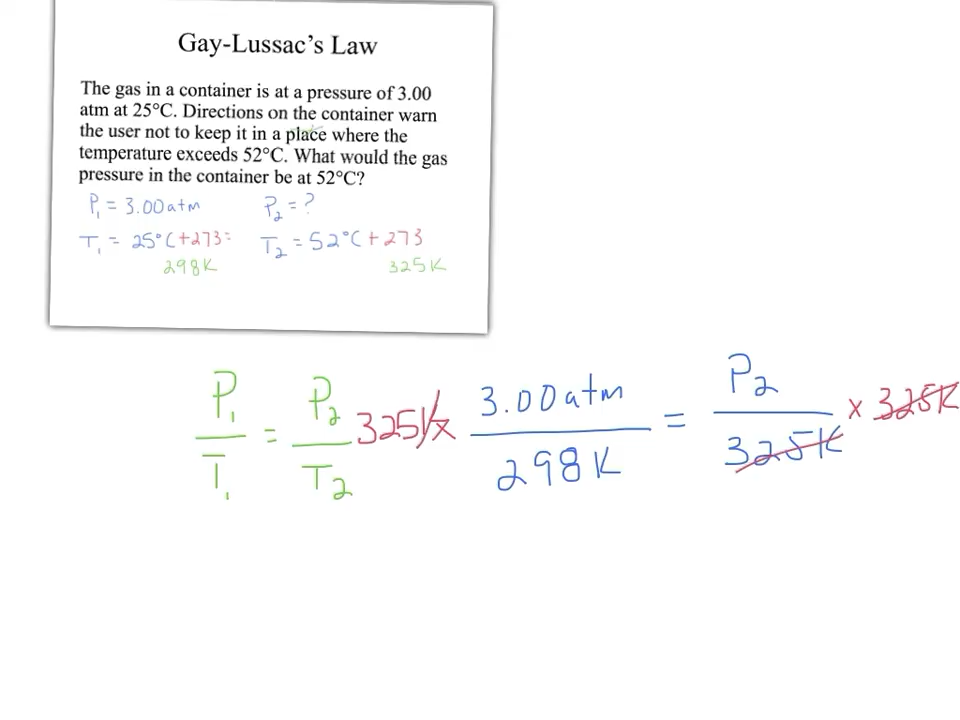 Gay-Lussac’s Law
The gas in a container is at a pressure of 3.00
atm at 25°C. Directions on the container warn
the user not to keep it in a place where the
temperature exceeds 52°C. What would the gas
pressure in the container be at 52°C?
P₁ = 3.00 atm P₂ = ?
T₁ = 25°C + 273 = T₂ = 52°C + 273
298K 325K
P₁ P₂ 3.00 atm P₂
= 325K x = x 325K
T₁ T₂ 298K 325K